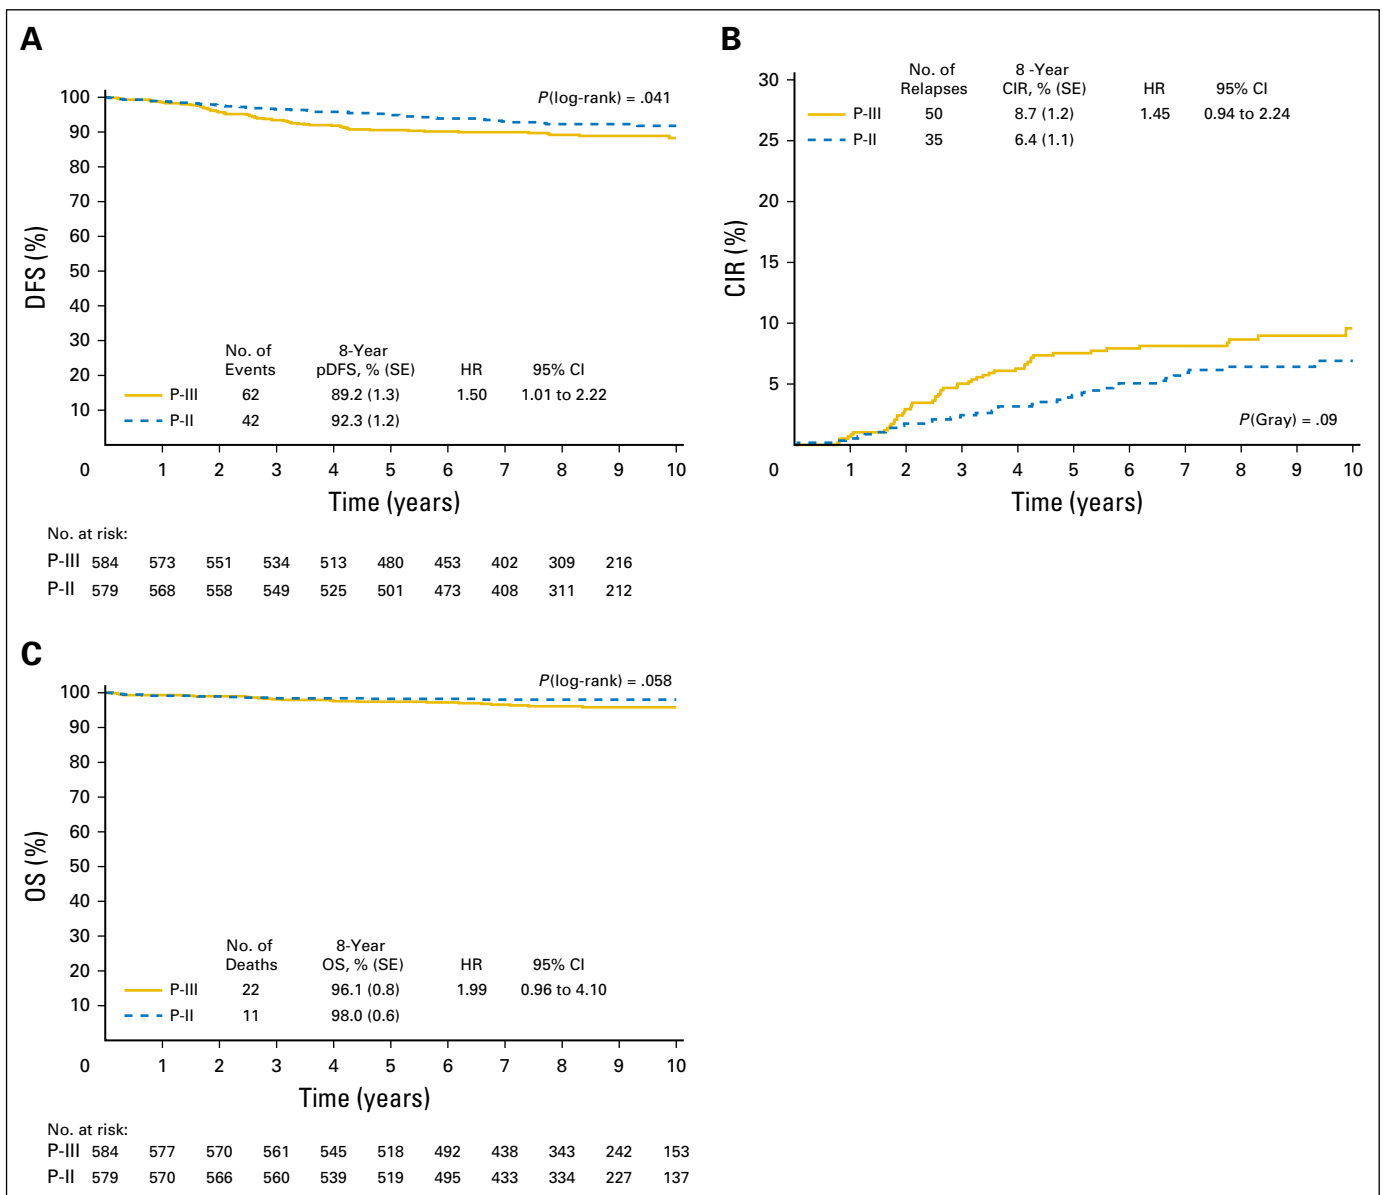 A
P(log-rank) = .041
100
90
80
70
60
50
40
30
20
10
DFS (%)
No. of Events 8-Year pDFS, % (SE) HR 95% CI
P-III 62 89.2 (1.3) 1.50 1.01 to 2.22
P-II 42 92.3 (1.2)
0 1 2 3 4 5 6 7 8 9 10
Time (years)
No. at risk:
P-III 584 573 551 534 513 480 453 402 309 216
P-II 579 568 558 549 525 501 473 408 311 212
B
No. of Relapses 8 -Year CIR, % (SE) HR 95% CI
P-III 50 8.7 (1.2) 1.45 0.94 to 2.24
P-II 35 6.4 (1.1)
30
25
20
15
10
5
CIR (%)
P(Gray) = .09
0 1 2 3 4 5 6 7 8 9 10
Time (years)
C
P(log-rank) = .058
100
90
80
70
60
50
40
30
20
10
OS (%)
No. of Deaths 8-Year OS, % (SE) HR 95% CI
P-III 22 96.1 (0.8) 1.99 0.96 to 4.10
P-II 11 98.0 (0.6)
0 1 2 3 4 5 6 7 8 9 10
Time (years)
No. at risk:
P-III 584 577 570 561 545 518 492 438 343 242 153
P-II 579 570 566 560 539 519 495 433 334 227 137